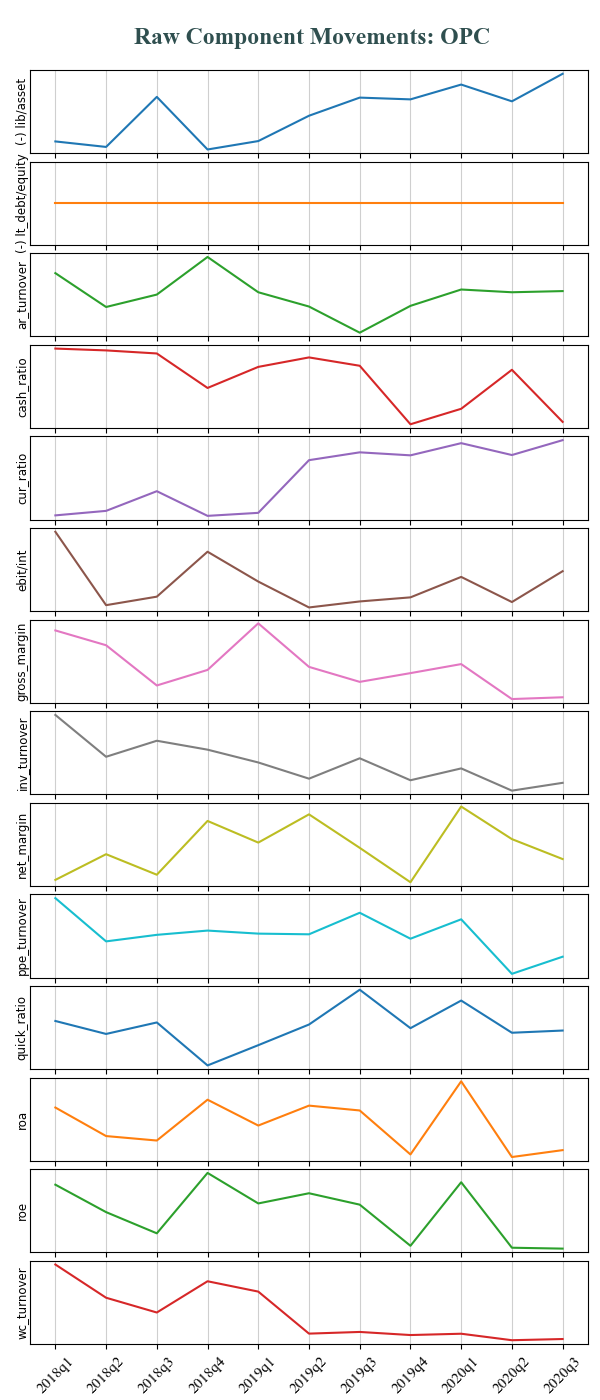 Raw Component Movements: OPC
(-) lib/asset
(-) lt_debt/equity
ar_turnover
cash_ratio
cur_ratio
ebit/int
gross_margin
inv_turnover
net_margin
ppe_turnover
quick_ratio
roa
roe
wc_turnover
2018q1
2018q2
2018q3
2018q4
2019q1
2019q2
2019q3
2019q4
2020q1
2020q2
2020q3